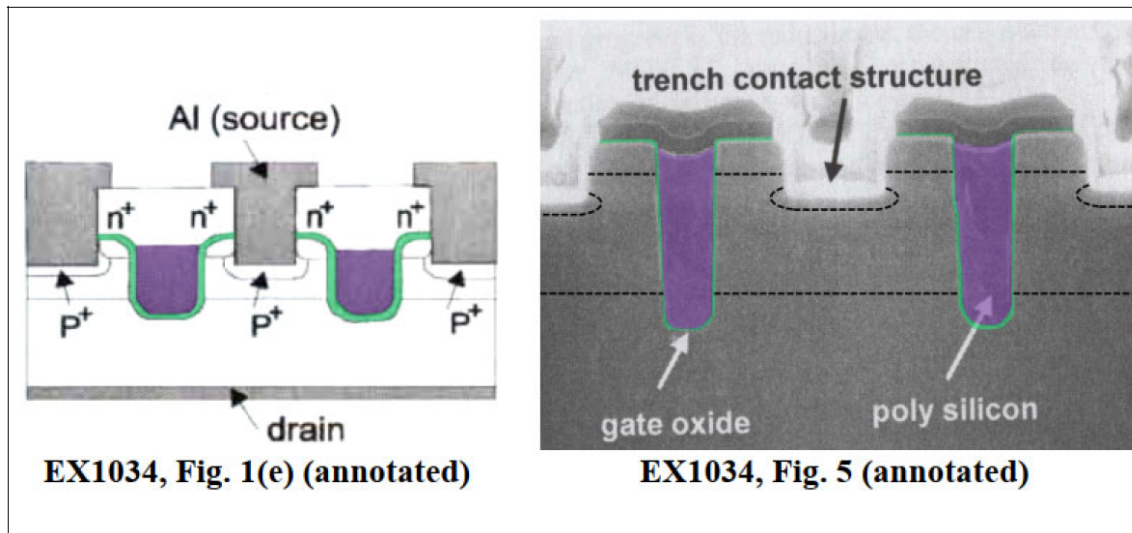 Al (source)
n+ n+ n+ n+
P+ P+ P+
drain
EX1034, Fig. 1(e) (annotated)
trench contact structure
gate oxide
poly silicon
EX1034, Fig. 5 (annotated)